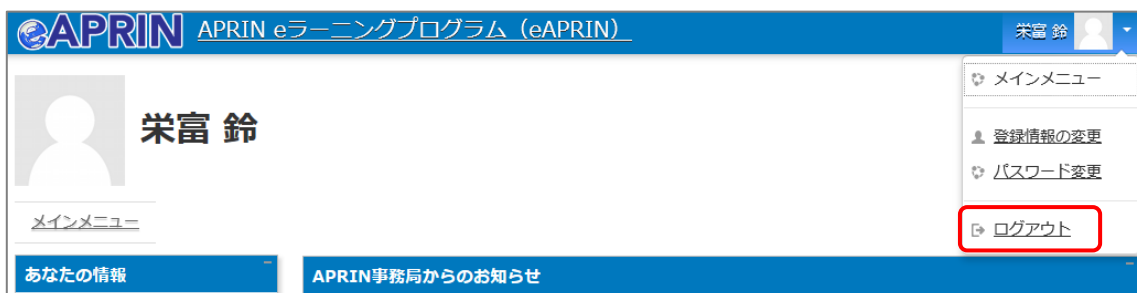 eAPRIN APRIN eラーニングプログラム（eAPRIN） 栄富 鈴
メインメニュー
栄富 鈴
登録情報の変更
パスワード変更
メインメニュー
ログアウト
あなたの情報
APRIN事務局からのお知らせ